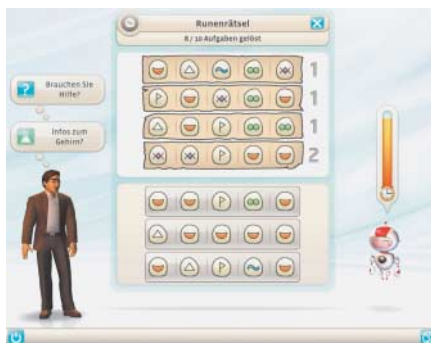 Runenrätsel
8 / 10 Aufgaben gelöst
Brauchen Sie
Hilfe?
Infos zum
Gehirn?
1
1
1
2